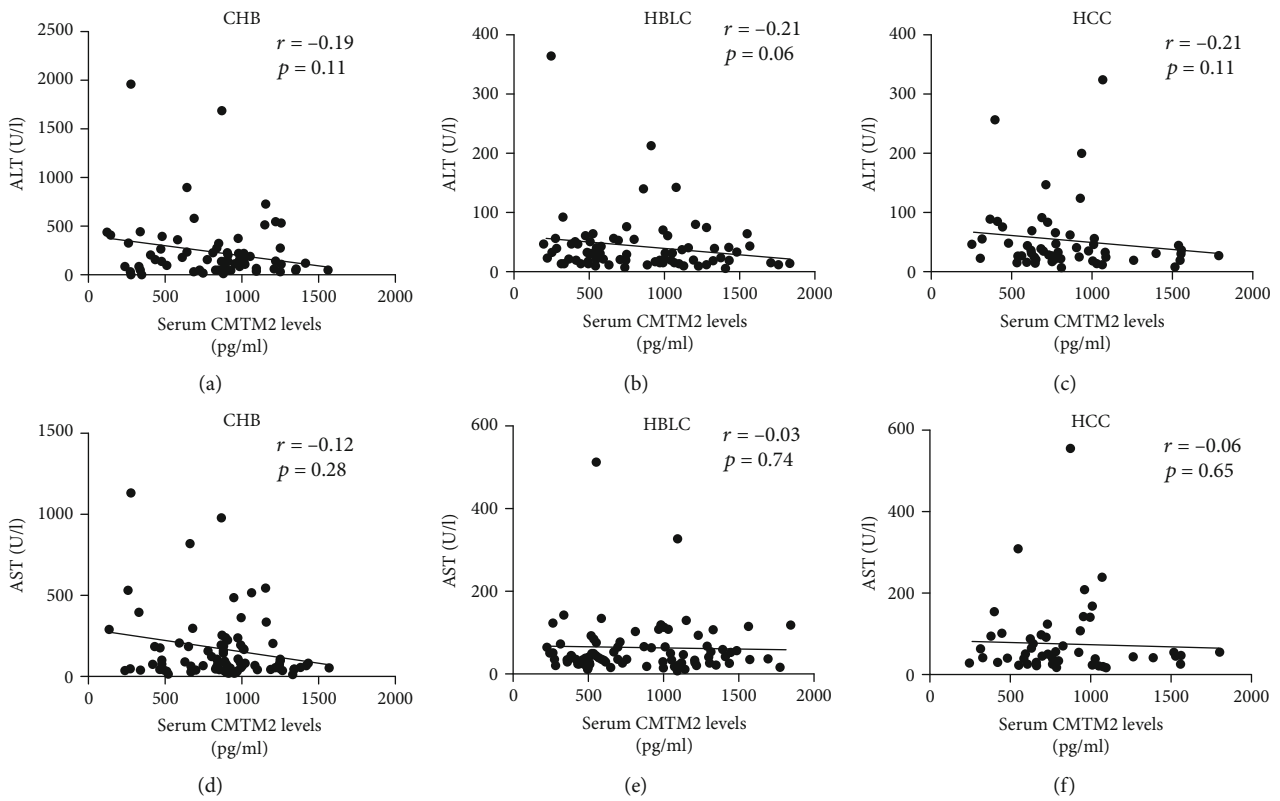 CHB
r = –0.19
p = 0.11
2500
2000
1500
1000
500
0
ALT (U/l)
0 500 1000 1500 2000
Serum CMTM2 levels
(pg/ml)
(a)
HBLC
r = –0.21
p = 0.06
400
300
200
100
0
ALT (U/l)
0 500 1000 1500 2000
Serum CMTM2 levels
(pg/ml)
(b)
HCC
r = –0.21
p = 0.11
400
300
200
100
0
ALT (U/l)
0 500 1000 1500 2000
Serum CMTM2 levels
(pg/ml)
(c)
CHB
r = –0.12
p = 0.28
1500
1000
500
0
AST (U/l)
0 500 1000 1500 2000
Serum CMTM2 levels
(pg/ml)
(d)
HBLC
r = –0.03
p = 0.74
600
400
200
0
AST (U/l)
0 500 1000 1500 2000
Serum CMTM2 levels
(pg/ml)
(e)
HCC
r = –0.06
p = 0.65
600
400
200
0
AST (U/l)
0 500 1000 1500 2000
Serum CMTM2 levels
(pg/ml)
(f)